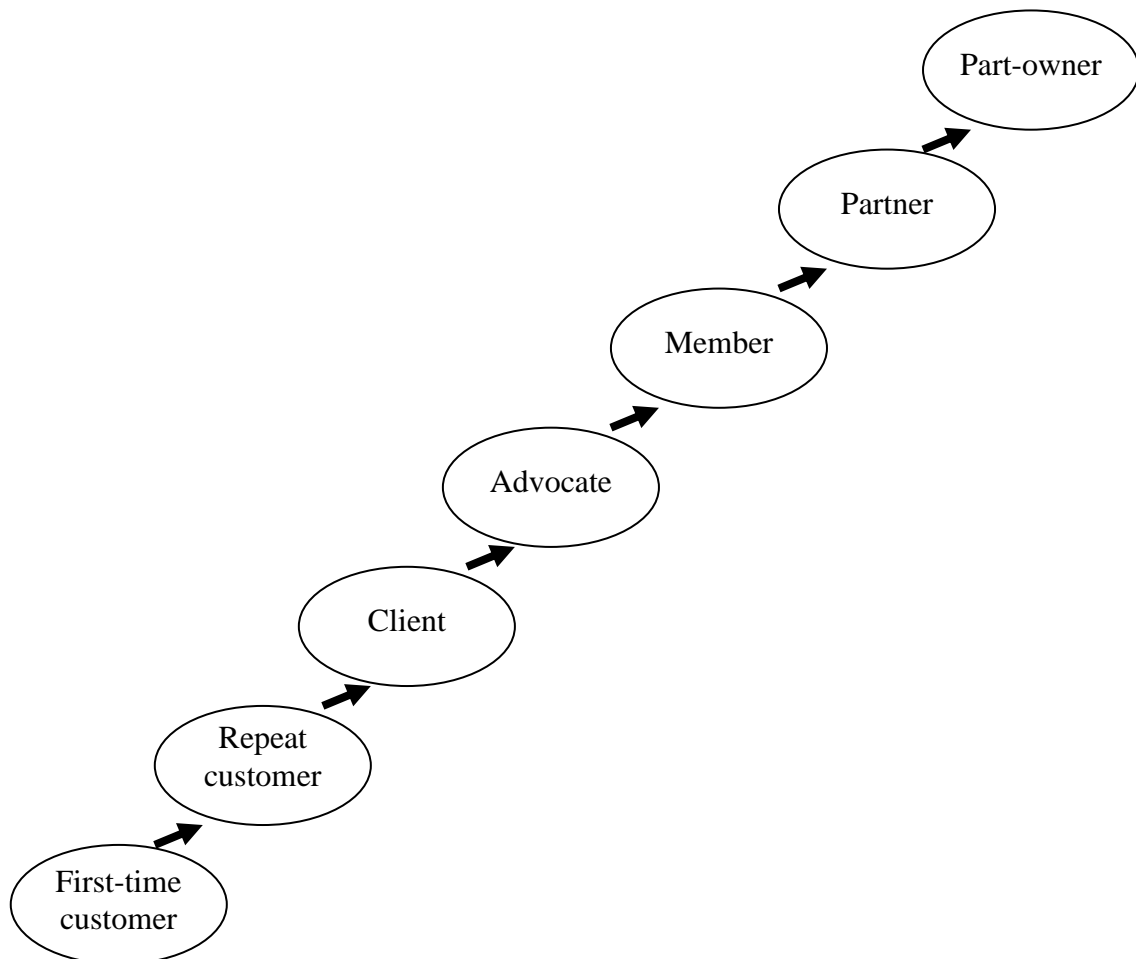 Part-owner
Partner
Member
Advocate
Client
Repeat
customer
First-time
customer